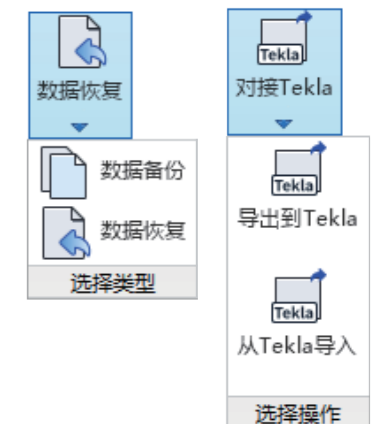 数据恢复
数据备份
数据恢复
选择类型
Tekla
对接Tekla
Tekla
导出到Tekla
Tekla
从Tekla导入
选择操作